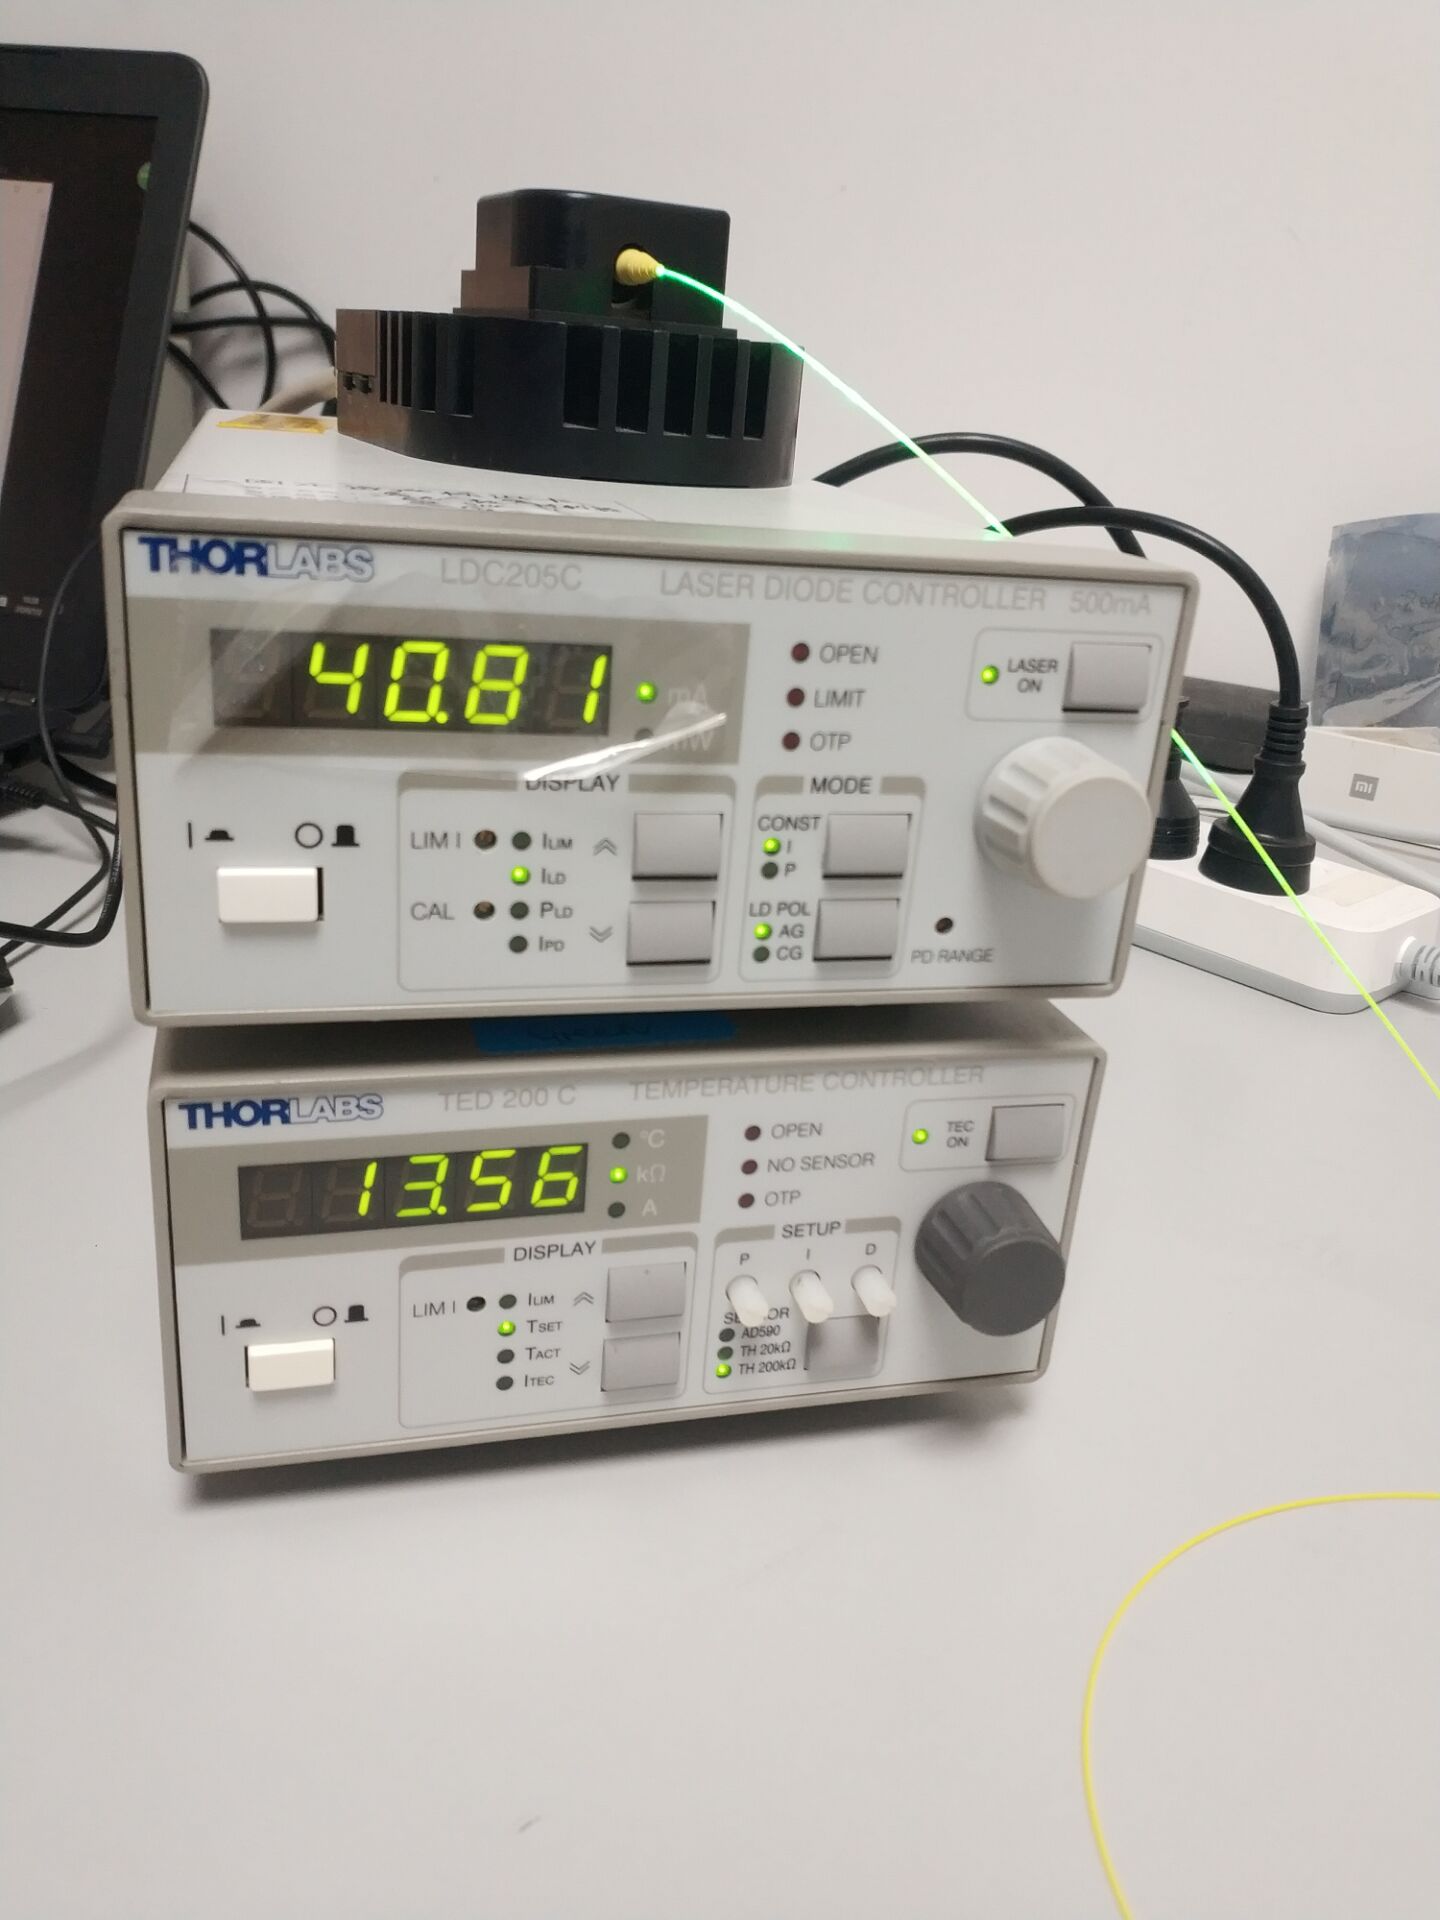 THORLABS LDC205C LASER DIODE CONTROLLER 500mA
40.81
mA
mW
OPEN
LIMIT
OTP
LASER
ON
DISPLAY
LIM I
ILIM
ILD
CAL
PLD
IPD
MODE
CONST
I
P
LD POL
AG
CG
PD RANGE
mi
Green
THORLABS TED 200 C TEMPERATURE CONTROLLER
13.56
°C
kΩ
A
OPEN
NO SENSOR
OTP
TEC
ON
DISPLAY
LIM I
ILIM
TSET
TACT
ITEC
SETUP
P I D
AD590
TH 20kΩ
TH 200kΩ